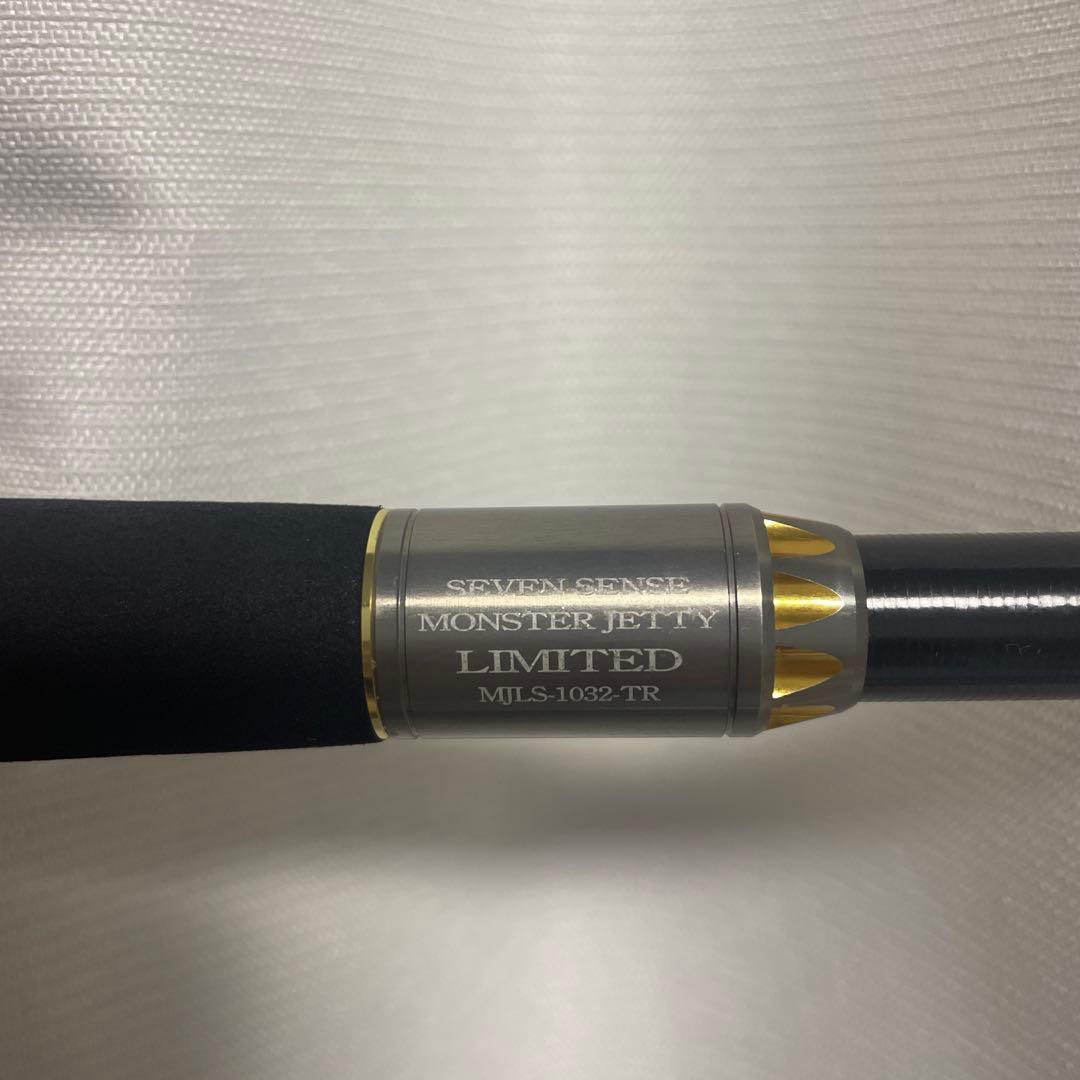 SEVEN SENSE
MONSTER JETTY
LIMITED
MJLS-1032-TR